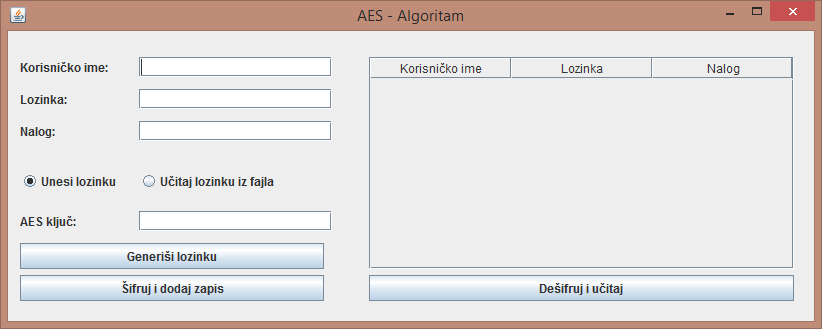 AES - Algoritam
Korisničko ime:
Lozinka:
Nalog:
Unesi lozinku
Učitaj lozinku iz fajla
AES ključ:
Generiši lozinku
Šifruj i dodaj zapis
Korisničko ime
Lozinka
Nalog
Dešifruj i učitaj